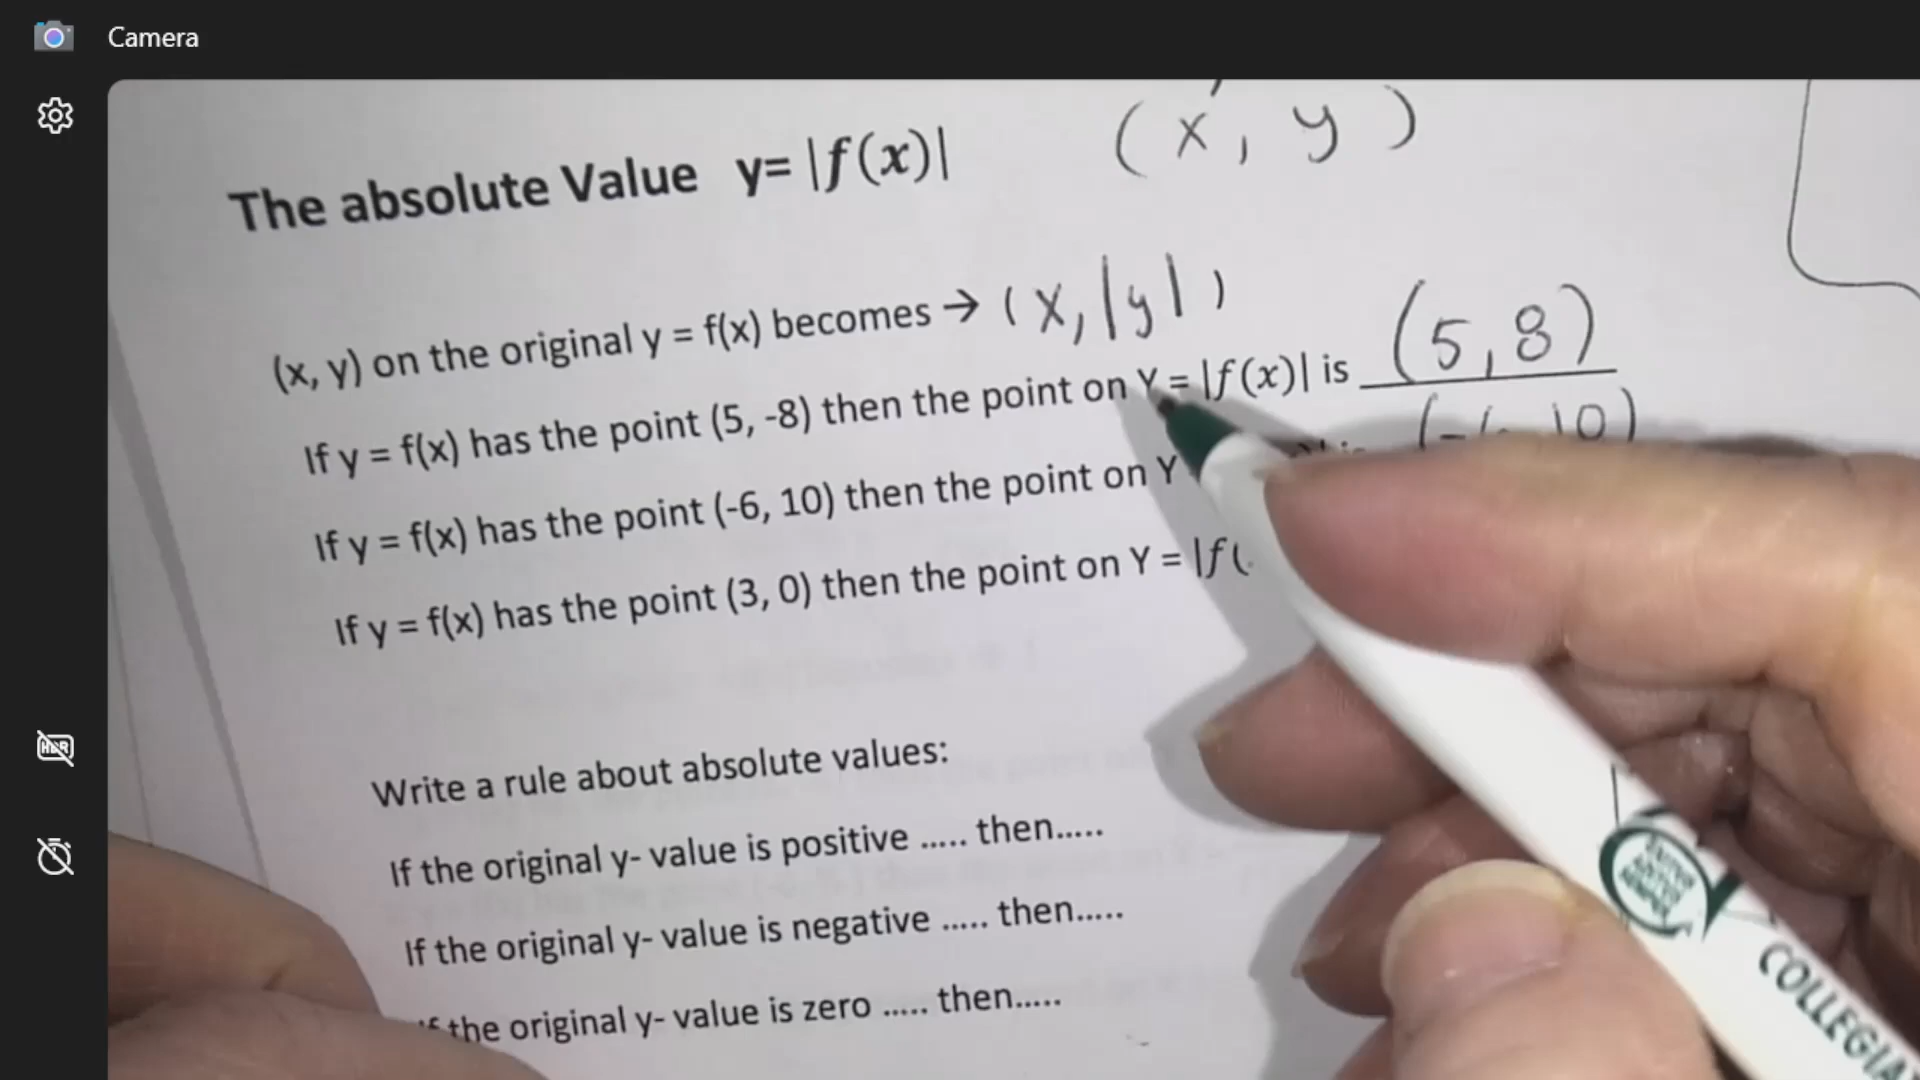 Camera
( x , y )
The absolute Value y= |f(x)|
(x, y) on the original y = f(x) becomes → ( x, |y| )
If y = f(x) has the point (5, -8) then the point on Y = |f(x)| is (5, 8)
If y = f(x) has the point (-6, 10) then the point on Y 10)
If y = f(x) has the point (3, 0) then the point on Y = |f(
Write a rule about absolute values:
If the original y- value is positive ..... then.....
If the original y- value is negative ..... then.....
the original y- value is zero ..... then.....
HDR